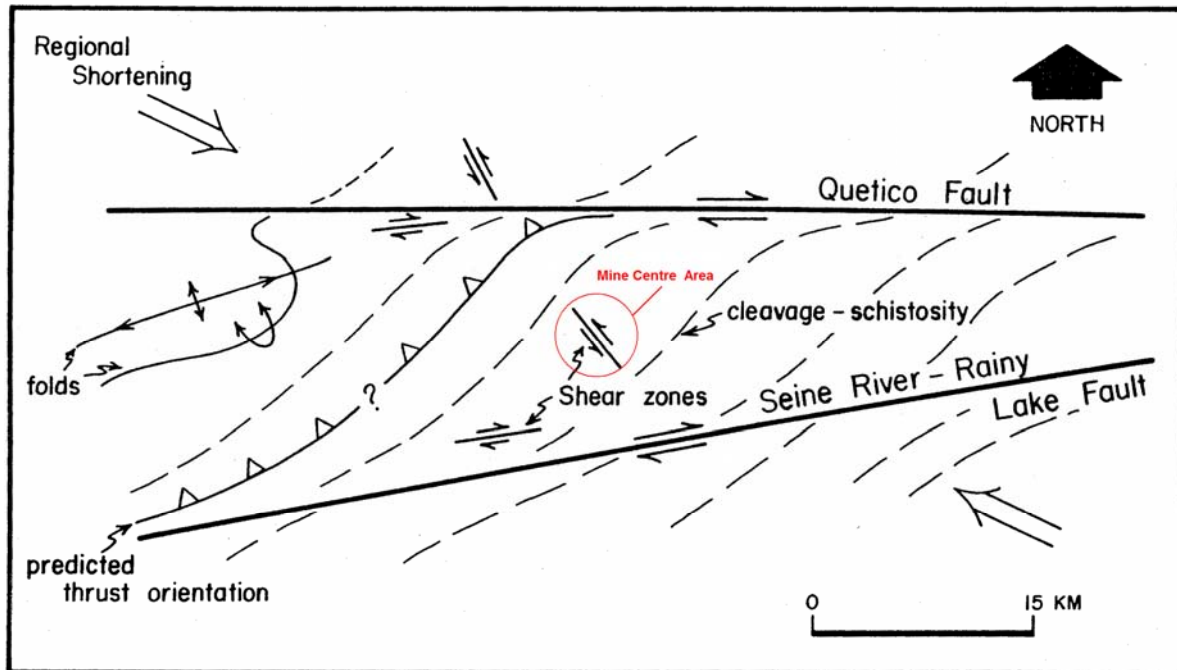 Regional
Shortening
NORTH
Quetico Fault
Mine Centre Area
cleavage - schistosity
folds
?
Shear zones
Seine River - Rainy
Lake Fault
predicted
thrust orientation
0 15 KM